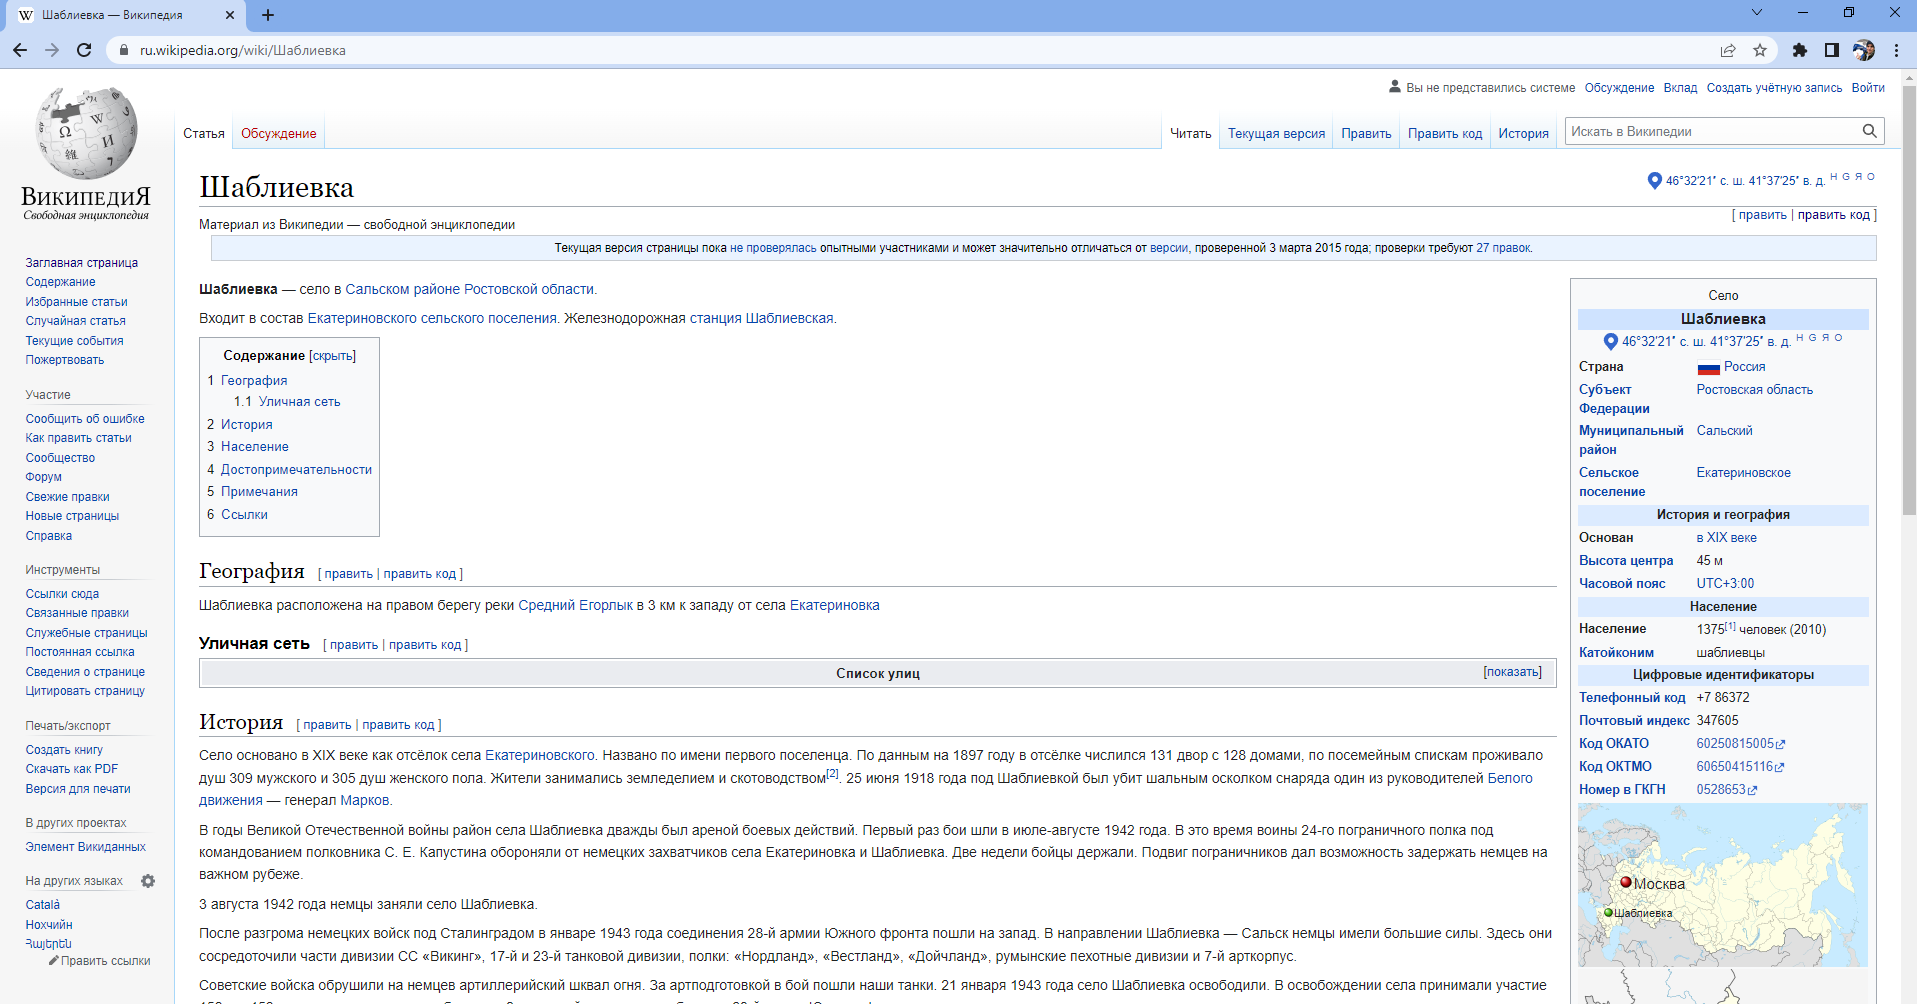 Шаблиевка — Википедия
ru.wikipedia.org/wiki/Шаблиевка
Вы не представились системе Обсуждение Вклад Создать учётную запись Войти
Статья Обсуждение Читать Текущая версия Править Править код История Искать в Википедии
ВикипедиЯ
Свободная энциклопедия
Заглавная страница
Содержание
Избранные статьи
Случайная статья
Текущие события
Пожертвовать
Участие
Сообщить об ошибке
Как править статьи
Сообщество
Форум
Свежие правки
Новые страницы
Справка
Инструменты
Ссылки сюда
Связанные правки
Служебные страницы
Постоянная ссылка
Сведения о странице
Цитировать страницу
Печать/экспорт
Создать книгу
Скачать как PDF
Версия для печати
В других проектах
Элемент Викиданных
На других языках
Català
Нохчийн
Հայերեն
Править ссылки
Шаблиевка
46°32′21″ с. ш. 41°37′25″ в. д. H G Я O
[ править | править код ]
Материал из Википедии — свободной энциклопедии
Текущая версия страницы пока не проверялась опытными участниками и может значительно отличаться от версии, проверенной 3 марта 2015 года; проверки требуют 27 правок.
Шаблиевка — село в Сальском районе Ростовской области.
Входит в состав Екатериновского сельского поселения. Железнодорожная станция Шаблиевская.
Содержание [скрыть]
1 География
1.1 Уличная сеть
2 История
3 Население
4 Достопримечательности
5 Примечания
6 Ссылки
География [ править | править код ]
Шаблиевка расположена на правом берегу реки Средний Егорлык в 3 км к западу от села Екатериновка
Уличная сеть [ править | править код ]
Список улиц [показать]
История [ править | править код ]
Село основано в XIX веке как отсёлок села Екатериновского. Названо по имени первого поселенца. По данным на 1897 году в отсёлке числился 131 двор с 128 домами, по посемейным спискам проживало
душ 309 мужского и 305 душ женского пола. Жители занимались земледелием и скотоводством[2]. 25 июня 1918 года под Шаблиевкой был убит шальным осколком снаряда один из руководителей Белого
движения — генерал Марков.
В годы Великой Отечественной войны район села Шаблиевка дважды был ареной боевых действий. Первый раз бои шли в июле-августе 1942 года. В это время воины 24-го пограничного полка под
командованием полковника С. Е. Капустина обороняли от немецких захватчиков села Екатериновка и Шаблиевка. Две недели бойцы держали. Подвиг пограничников дал возможность задержать немцев на
важном рубеже.
3 августа 1942 года немцы заняли село Шаблиевка.
После разгрома немецких войск под Сталинградом в январе 1943 года соединения 28-й армии Южного фронта пошли на запад. В направлении Шаблиевка — Сальск немцы имели большие силы. Здесь они
сосредоточили части дивизии СС «Викинг», 17-й и 23-й танковой дивизии, полки: «Нордланд», «Вестланд», «Дойчланд», румынские пехотные дивизии и 7-й арткорпус.
Советские войска обрушили на немцев артиллерийский шквал огня. За артподготовкой в бой пошли наши танки. 21 января 1943 года село Шаблиевка освободили. В освобождении села принимали участие
Село
Шаблиевка
46°32′21″ с. ш. 41°37′25″ в. д. H G Я O
Страна Россия
Субъект Федерации Ростовская область
Муниципальный район Сальский
Сельское поселение Екатериновское
История и география
Основан в XIX веке
Высота центра 45 м
Часовой пояс UTC+3:00
Население
Население 1375[1] человек (2010)
Катойконим шаблиевцы
Цифровые идентификаторы
Телефонный код +7 86372
Почтовый индекс 347605
Код ОКАТО 60250815005
Код ОКТМО 60650415116
Номер в ГКГН 0528653
Москва
Шаблиевка